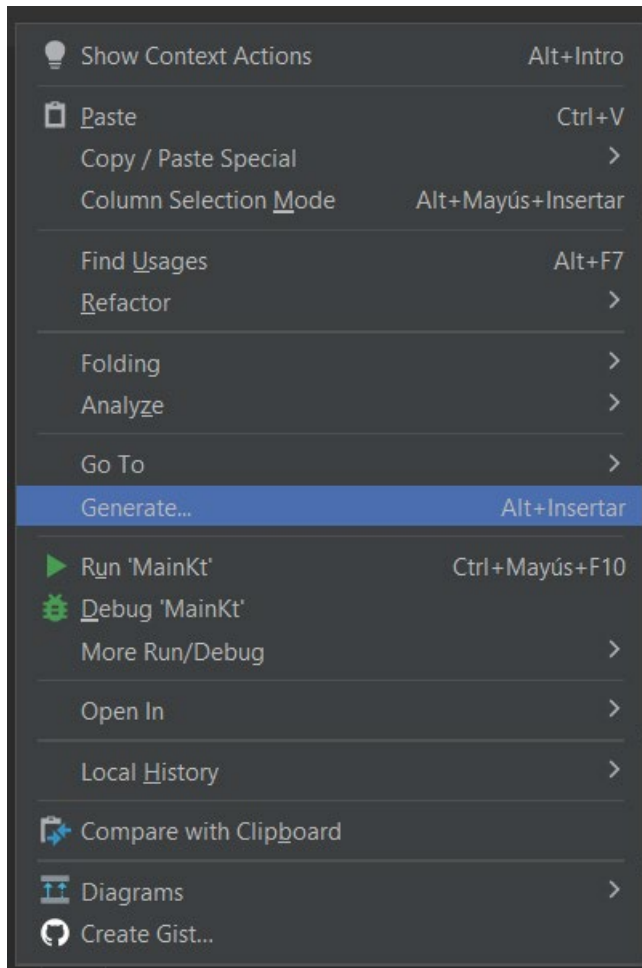 Show Context Actions Alt+Intro
Paste Ctrl+V
Copy / Paste Special
Column Selection Mode Alt+Mayús+Insertar
Find Usages Alt+F7
Refactor
Folding
Analyze
Go To
Generate... Alt+Insertar
Run 'MainKt' Ctrl+Mayús+F10
Debug 'MainKt'
More Run/Debug
Open In
Local History
Compare with Clipboard
Diagrams
Create Gist...